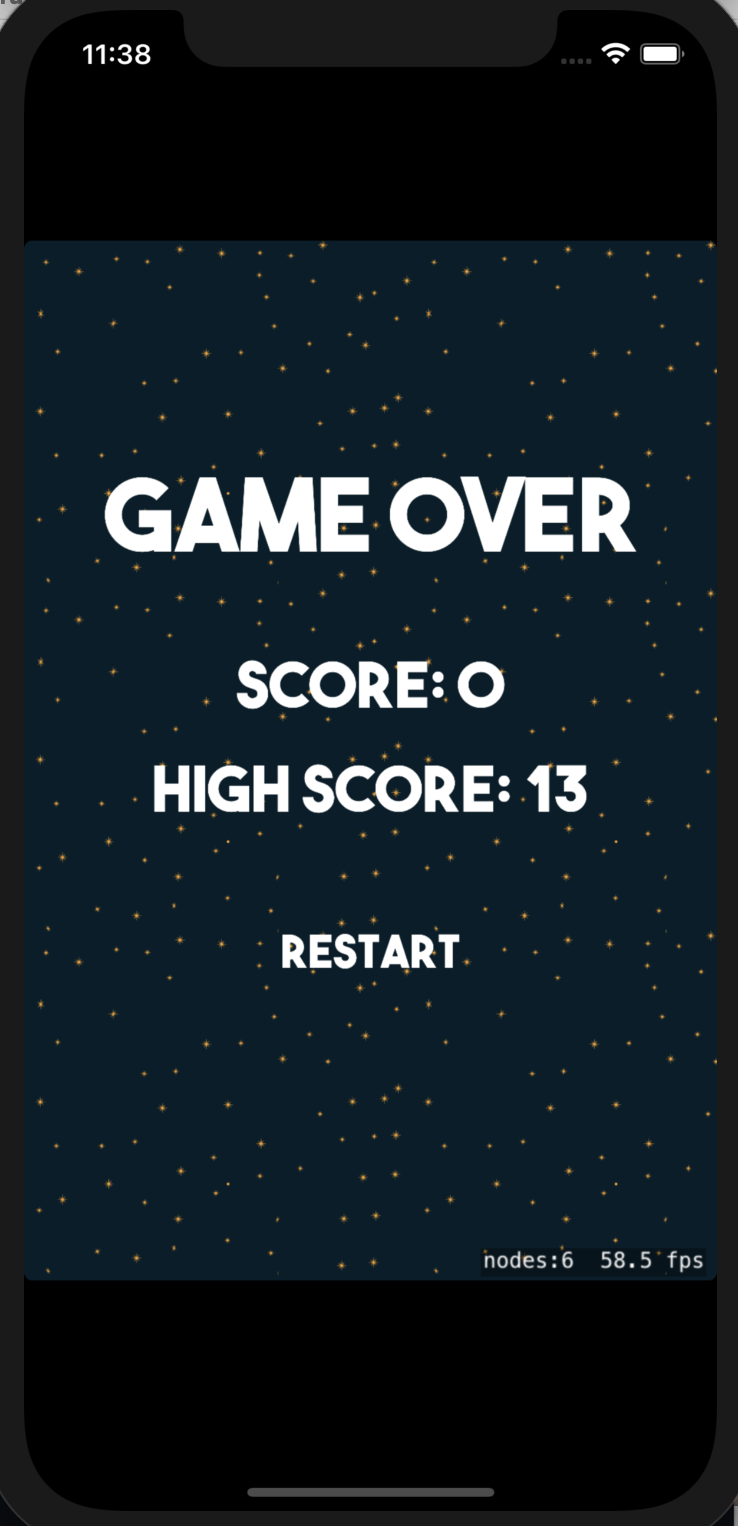 11:38
GAME OVER
SCORE: 0
HIGH SCORE: 13
RESTART
nodes:6 58.5 fps